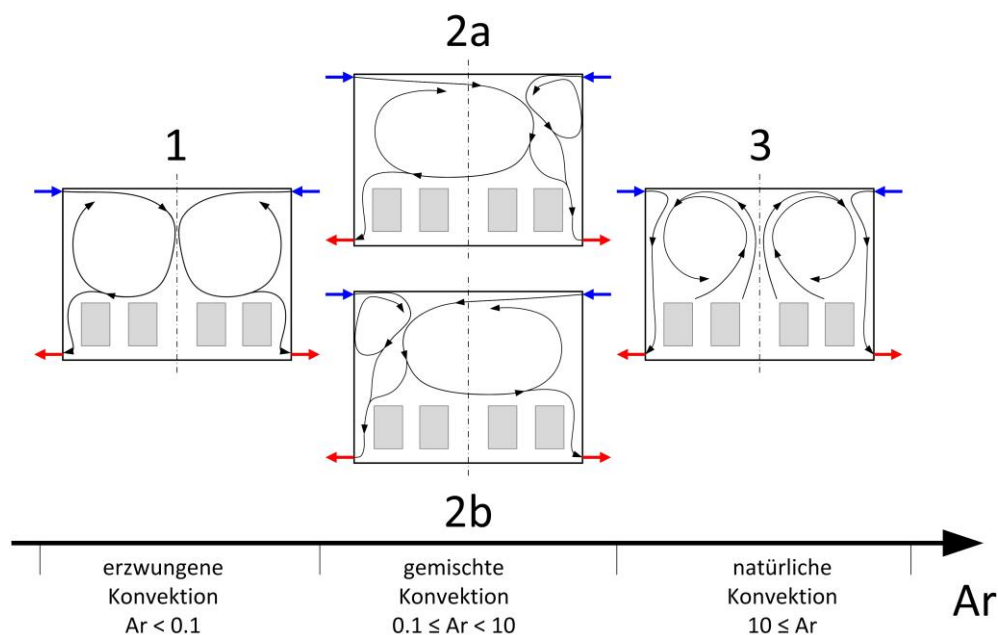 2a
1
3
2b
erzwungene
Konvektion
Ar < 0.1
gemischte
Konvektion
0.1 ≤ Ar < 10
natürliche
Konvektion
10 ≤ Ar
Ar